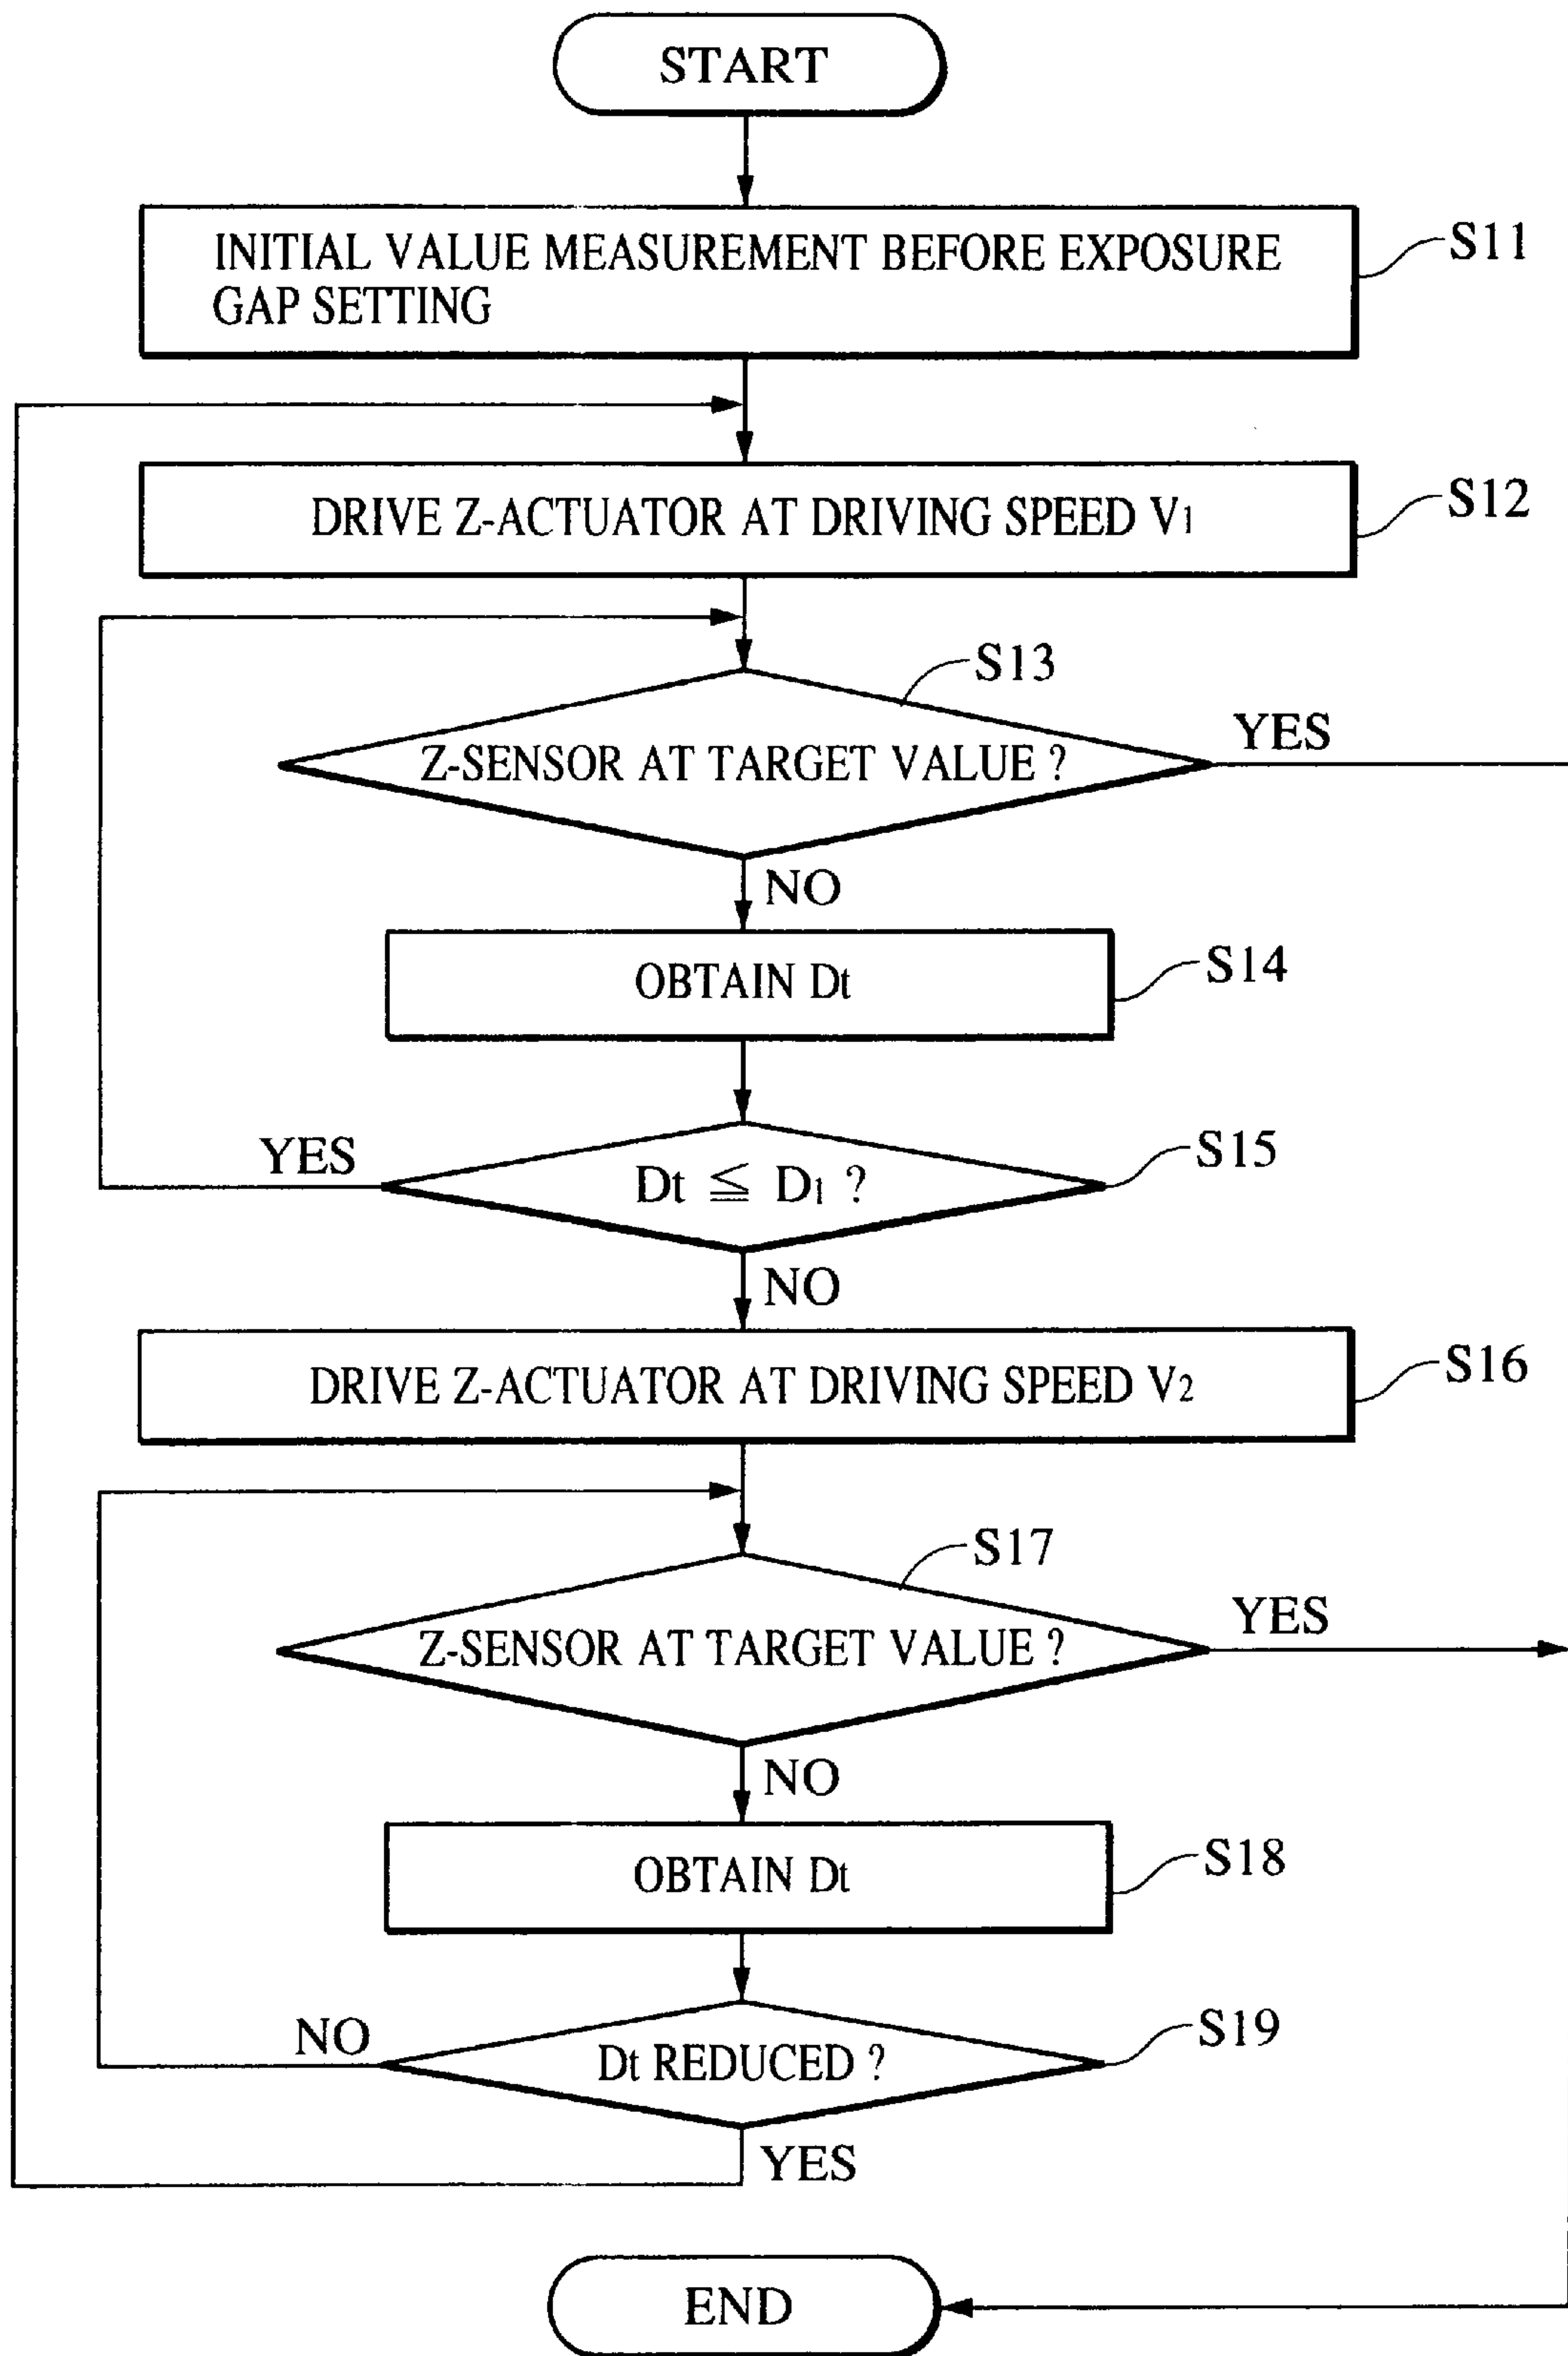 START
INITIAL VALUE MEASUREMENT BEFORE EXPOSURE
GAP SETTING
S11
DRIVE Z-ACTUATOR AT DRIVING SPEED V1
S12
S13
Z-SENSOR AT TARGET VALUE ?
YES
NO
OBTAIN Dt
S14
YES
Dt ≦ D1 ?
S15
NO
DRIVE Z-ACTUATOR AT DRIVING SPEED V2
S16
S17
Z-SENSOR AT TARGET VALUE ?
YES
NO
OBTAIN Dt
S18
NO
Dt REDUCED ?
S19
YES
END